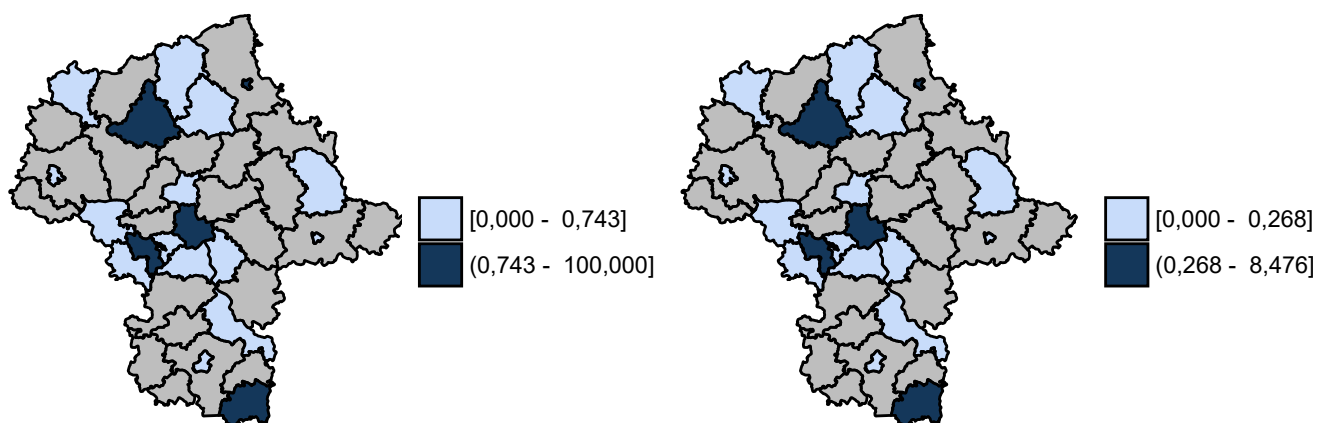 [0,000 - 0,743]
(0,743 - 100,000]
[0,000 - 0,268]
(0,268 - 8,476]